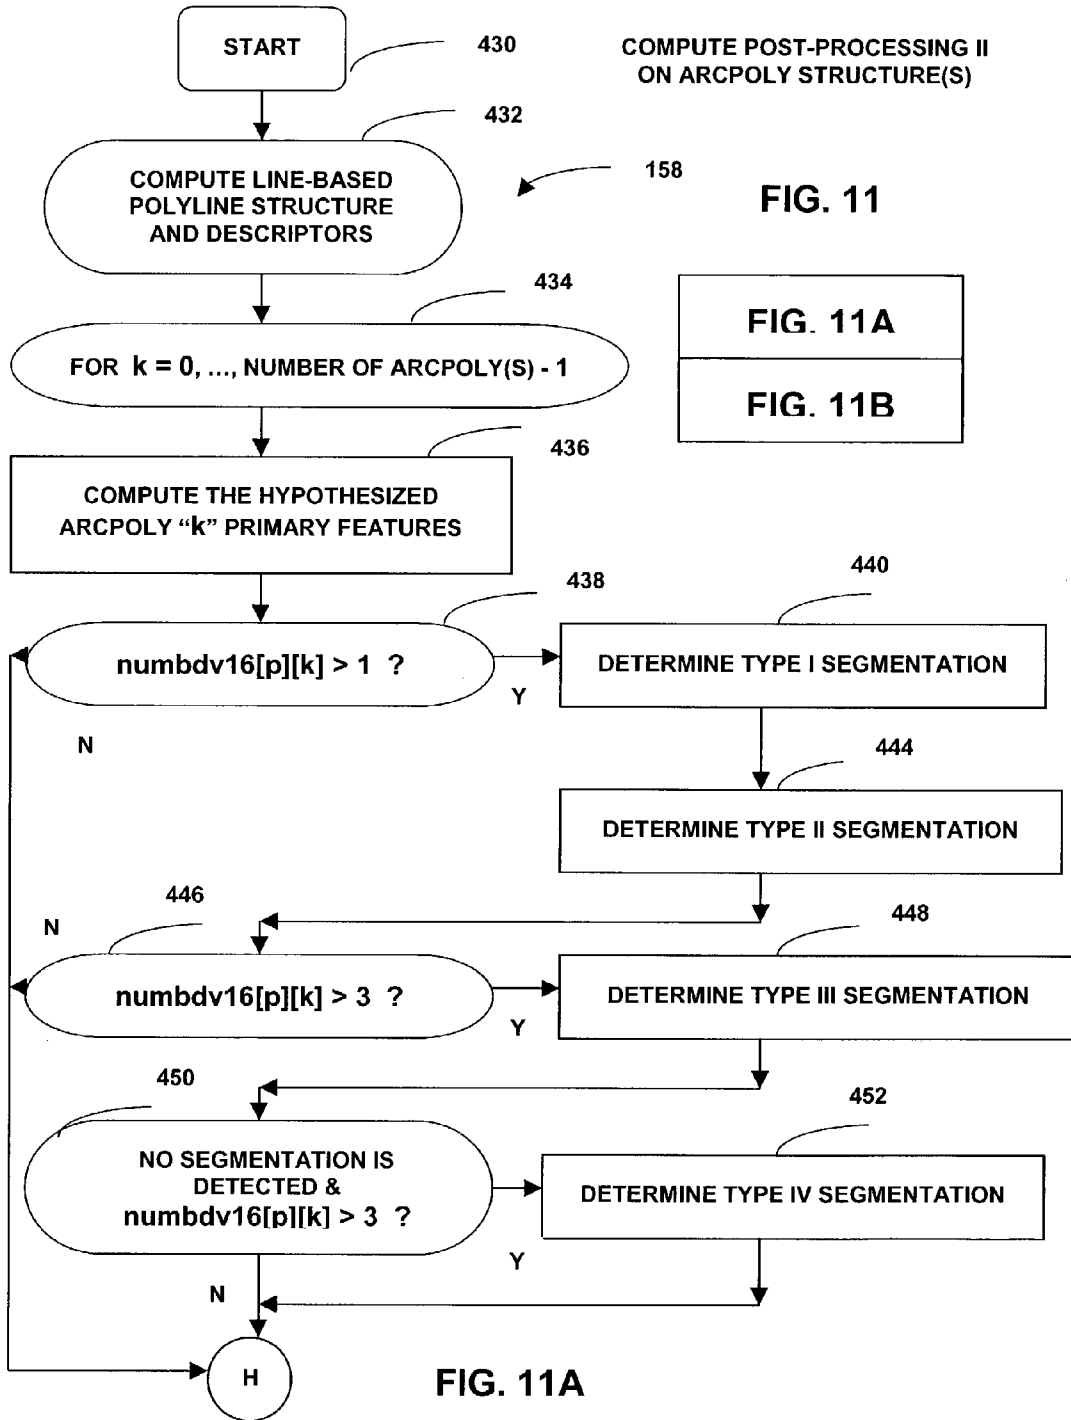 START
430
COMPUTE POST-PROCESSING II
ON ARCPOLY STRUCTURE(S)
432
COMPUTE LINE-BASED
POLYLINE STRUCTURE
AND DESCRIPTORS
158
FIG. 11
434
FOR k = 0, ..., NUMBER OF ARCPOLY(S) - 1
FIG. 11A
FIG. 11B
436
COMPUTE THE HYPOTHESIZED
ARCPOLY “k” PRIMARY FEATURES
438
440
numbdv16[p][k] > 1 ?
DETERMINE TYPE I SEGMENTATION
Y
N
444
DETERMINE TYPE II SEGMENTATION
446
N
448
numbdv16[p][k] > 3 ?
DETERMINE TYPE III SEGMENTATION
Y
450
452
NO SEGMENTATION IS
DETECTED &
numbdv16[p][k] > 3 ?
DETERMINE TYPE IV SEGMENTATION
Y
N
H
FIG. 11A